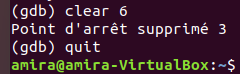 (gdb) clear 6
Point d'arrêt supprimé 3
(gdb) quit
amira@amira-VirtualBox: